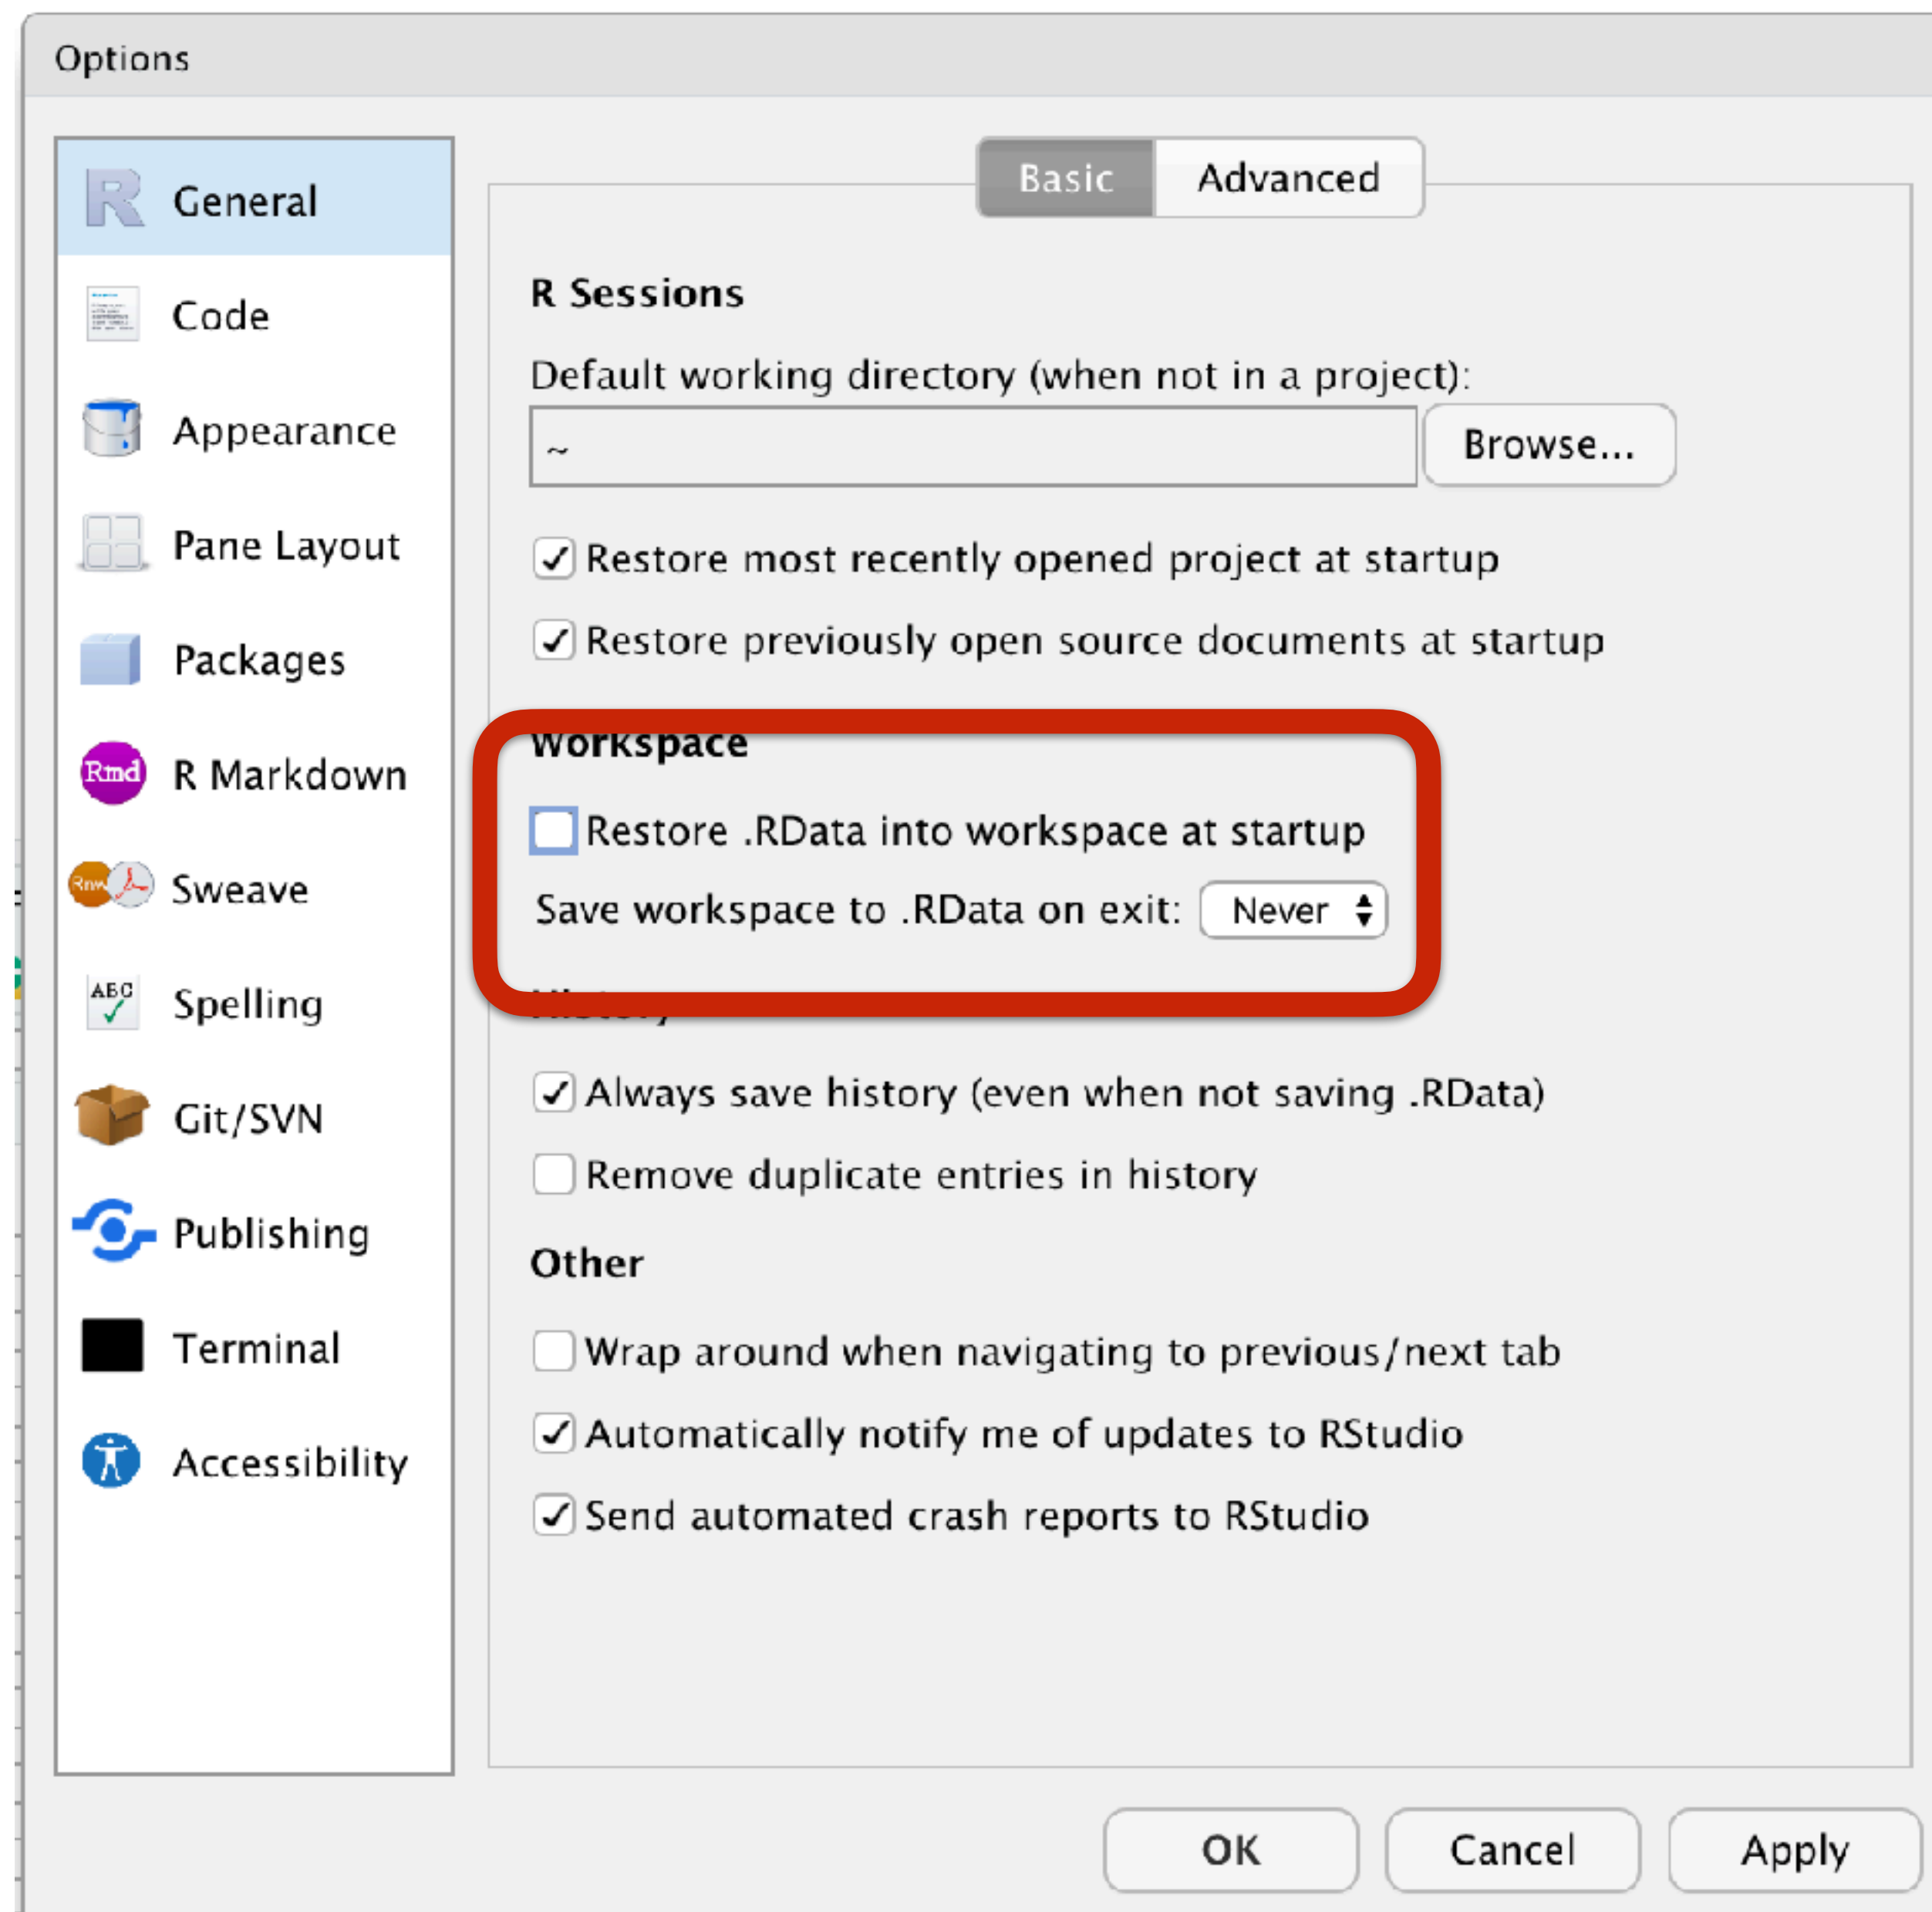 Options
General
Code
Appearance
Pane Layout
Packages
Rmd
R Markdown
Rnw
Sweave
ABC
Spelling
Git/SVN
Publishing
Terminal
Accessibility
Basic
Advanced
R Sessions
Default working directory (when not in a project):
~
Browse...
Restore most recently opened project at startup
Restore previously open source documents at startup
Workspace
Restore .RData into workspace at startup
Save workspace to .RData on exit: Never
History
Always save history (even when not saving .RData)
Remove duplicate entries in history
Other
Wrap around when navigating to previous/next tab
Automatically notify me of updates to RStudio
Send automated crash reports to RStudio
OK
Cancel
Apply